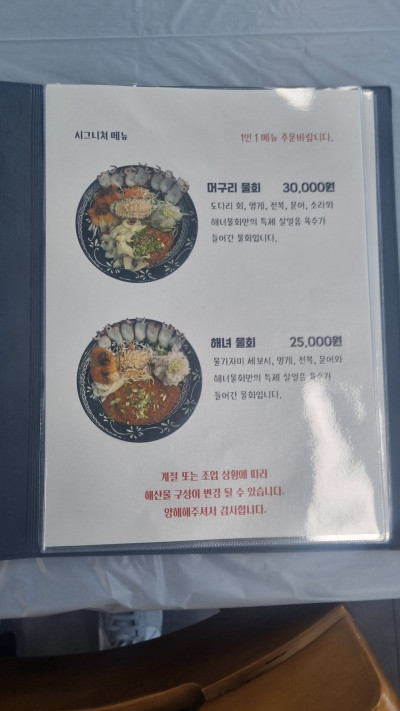 시그니쳐 메뉴
1인 1메뉴 주문바랍니다.
머구리 물회 30,000원
도다리 회, 멍게, 전복, 문어, 소라와
해녀물회만의 특제 살얼음 육수가
들어간 물회입니다.
해녀 물회 25,000원
물가자미 세꼬시, 멍게, 전복, 문어와
해녀물회만의 특제 살얼음 육수가
들어간 물회입니다.
계절 또는 조업 상황에 따라
해산물 구성이 변경 될 수 있습니다.
양해해주셔서 감사합니다.